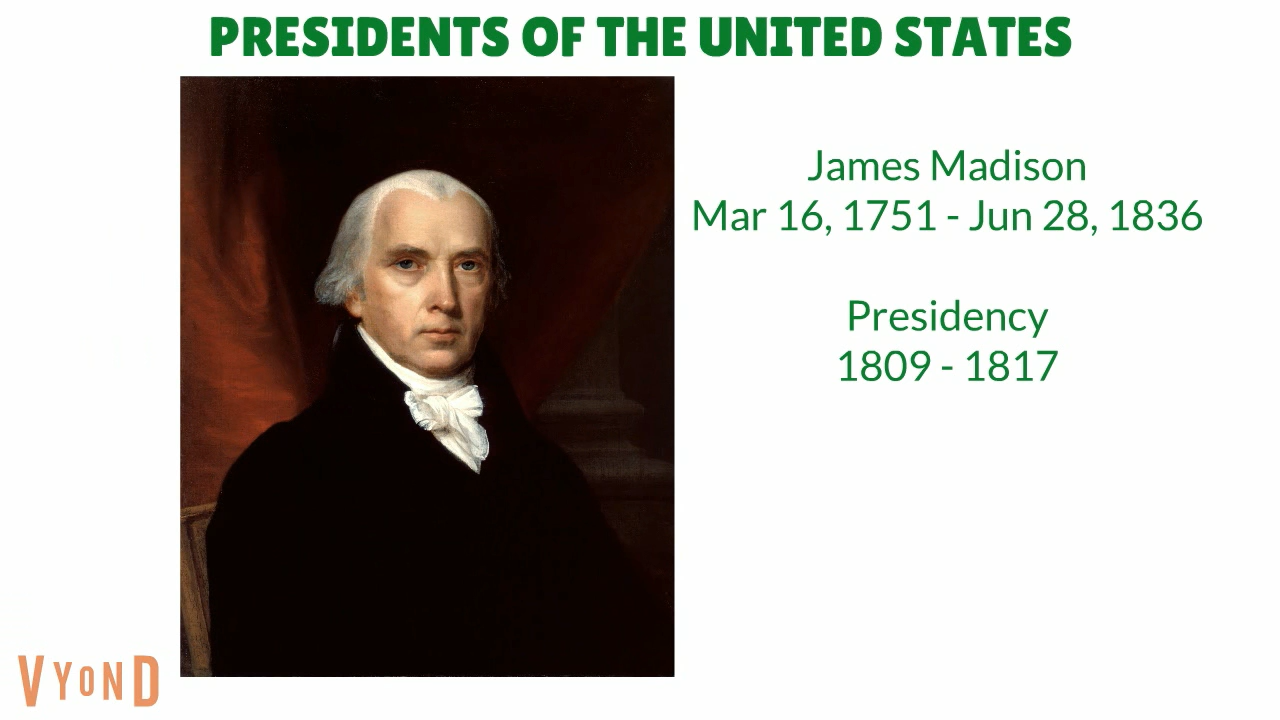 PRESIDENTS OF THE UNITED STATES
James Madison
Mar 16, 1751 - Jun 28, 1836
Presidency
1809 - 1817
VYOND